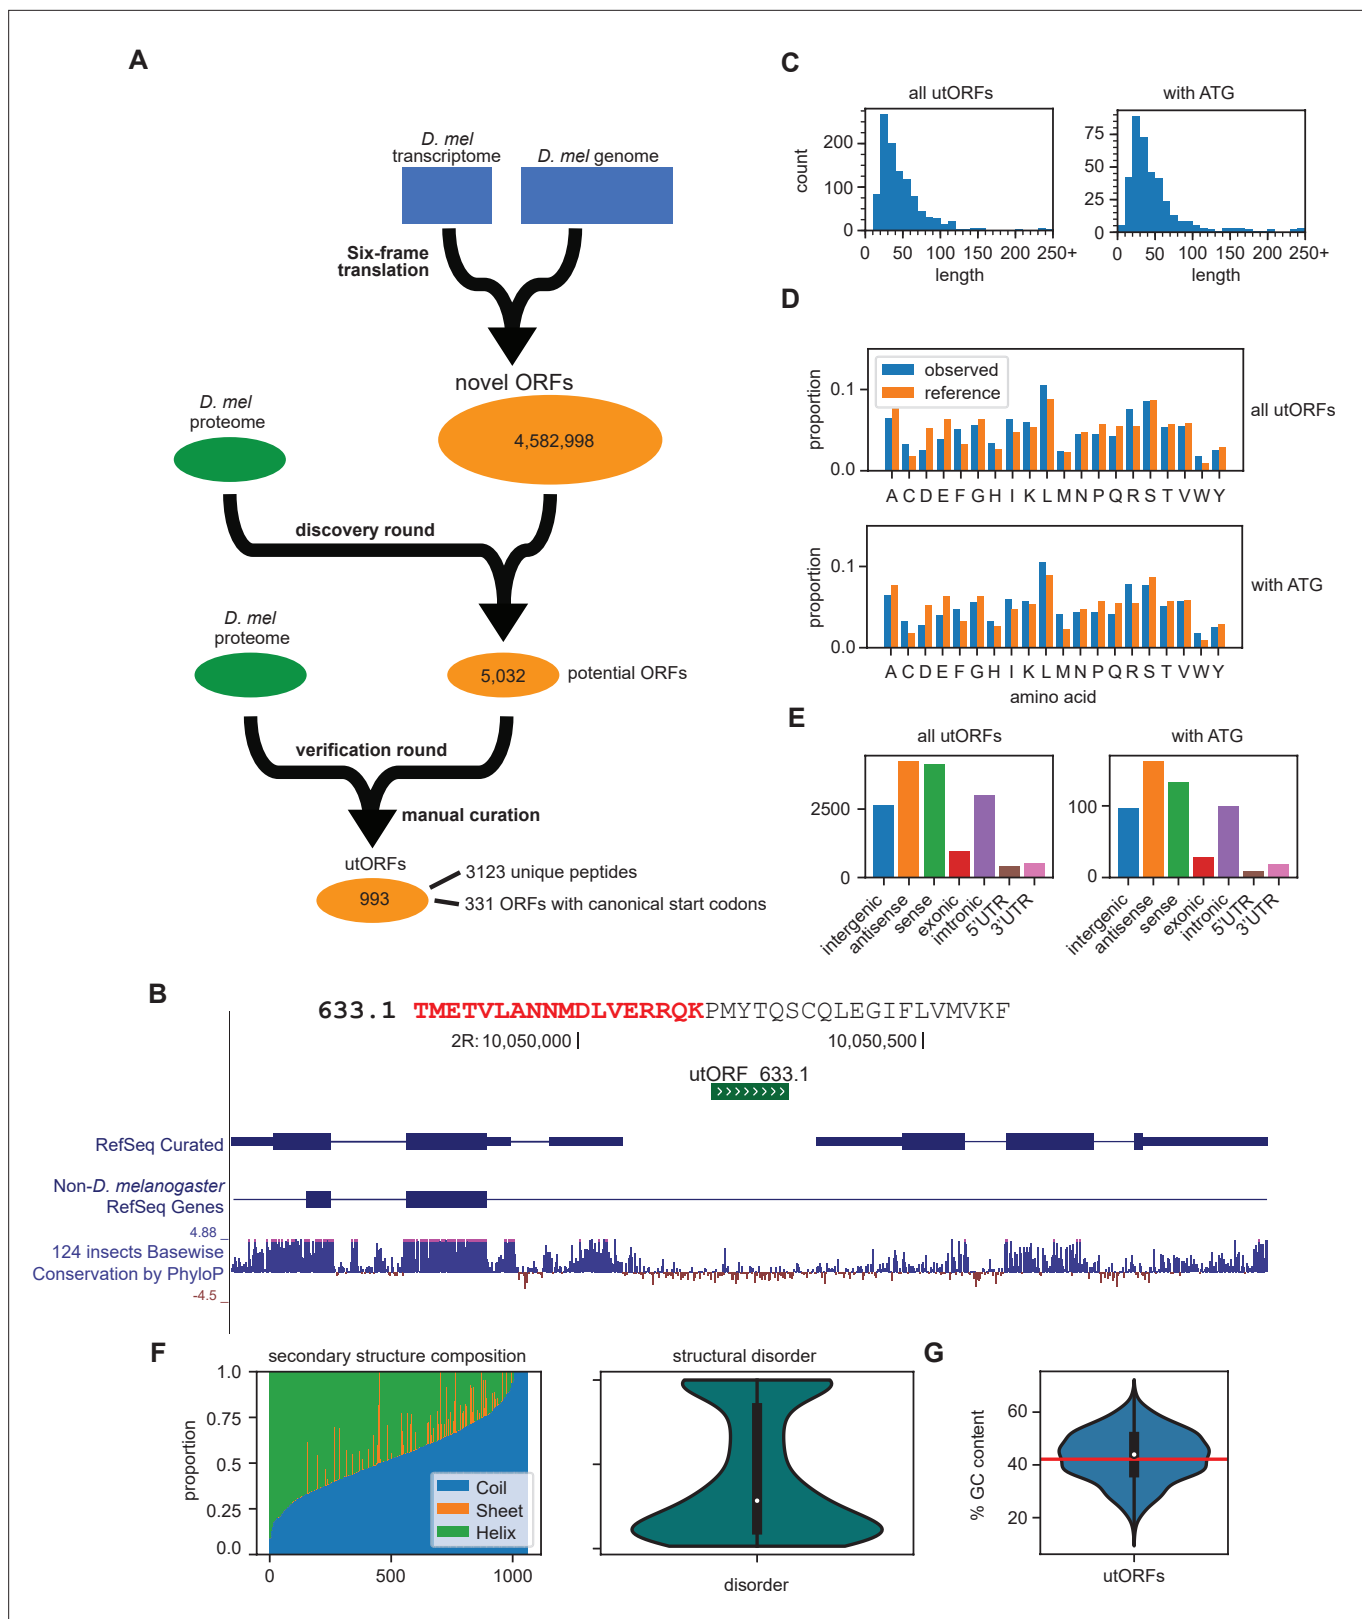 A
D. mel
transcriptome
D. mel genome
Six-frame
translation
novel ORFs
4,582,998
D. mel
proteome
discovery round
D. mel
proteome
5,032
potential ORFs
verification round
manual curation
utORFs
993
3123 unique peptides
331 ORFs with canonical start codons
C
all utORFs
with ATG
count
200
100
0
0
50
100
150
200
250+
length
75
50
25
0
0
50
100
150
200
250+
length
D
observed
reference
proportion
0.1
0.0
all utORFs
A C D E F G H I K L M N P Q R S T V W Y
proportion
0.1
0.0
with ATG
A C D E F G H I K L M N P Q R S T V W Y
amino acid
E
all utORFs
with ATG
2500
0
intergenic
antisense
sense
exonic
imtronic
5'UTR
3'UTR
100
0
intergenic
antisense
sense
exonic
intronic
5'UTR
3'UTR
B
633.1 TMETVLANNMDLVERRQKPMYTQSCQLEGIFLVMVKF
2R: 10,050,000
10,050,500
utORF_633.1
RefSeq Curated
Non-D. melanogaster
RefSeq Genes
4.88
124 insects Basewise
Conservation by PhyloP
-4.5
F
secondary structure composition
proportion
1.0
0.75
0.5
0.25
0.0
Coil
Sheet
Helix
0
500
1000
structural disorder
disorder
G
% GC content
60
40
20
utORFs